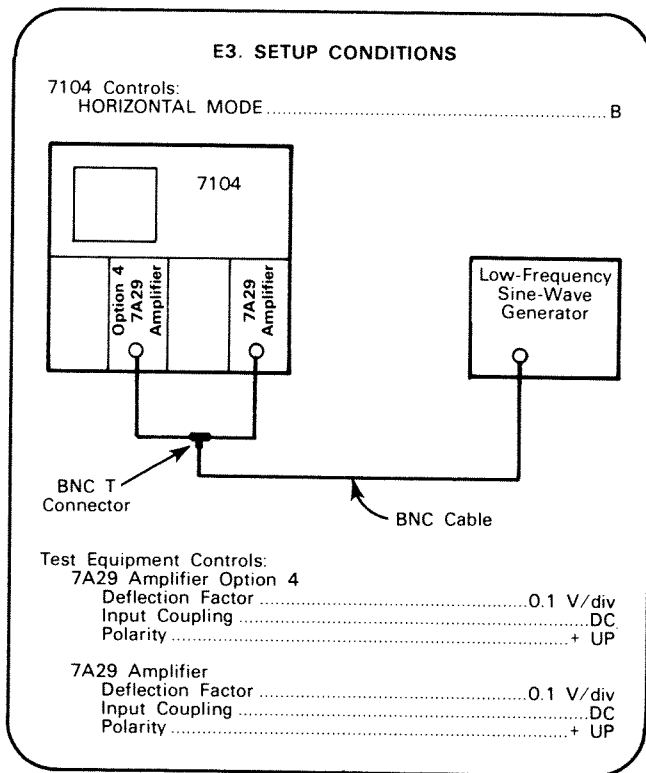 E3. SETUP CONDITIONS
7104 Controls:
HORIZONTAL MODE ........................ B
7104
Option 4
7A29
Amplifier
7A29
Amplifier
Low-Frequency
Sine-Wave
Generator
BNC T
Connector
BNC Cable
Test Equipment Controls:
7A29 Amplifier Option 4
Deflection Factor ........................ 0.1 V/div
Input Coupling ........................ DC
Polarity ........................ + UP
7A29 Amplifier
Deflection Factor ........................ 0.1 V/div
Input Coupling ........................ DC
Polarity ........................ + UP